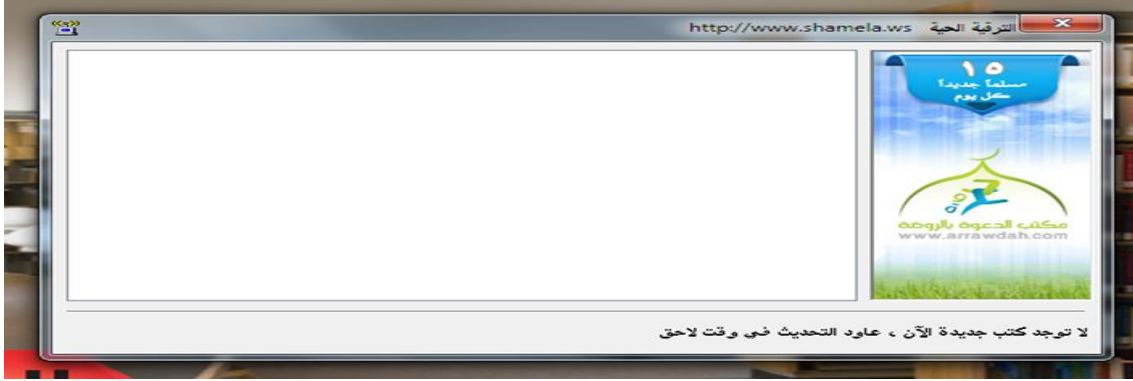 الترقية الحية http://www.shamela.ws
١٥
مسلماً جديداً
كل يوم
مكتب الدعوة بالروضة
www.arrawdah.com
لا توجد كتب جديدة الآن ، عاود التحديث في وقت لاحق